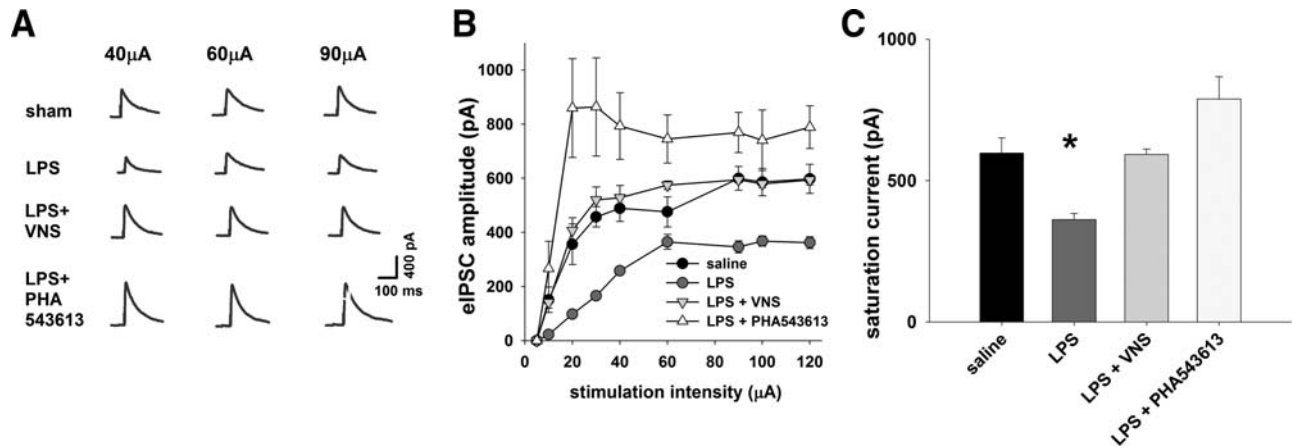 A
40μA 60μA 90μA
sham
LPS
LPS+
VNS
LPS+
PHA
543613
400 pA
100 ms
B
eIPSC amplitude (pA)
1000
800
600
400
200
0
saline
LPS
LPS + VNS
LPS + PHA543613
0 20 40 60 80 100 120
stimulation intensity (μA)
C
saturation current (pA)
1000
500
0
*
saline
LPS
LPS + VNS
LPS + PHA543613